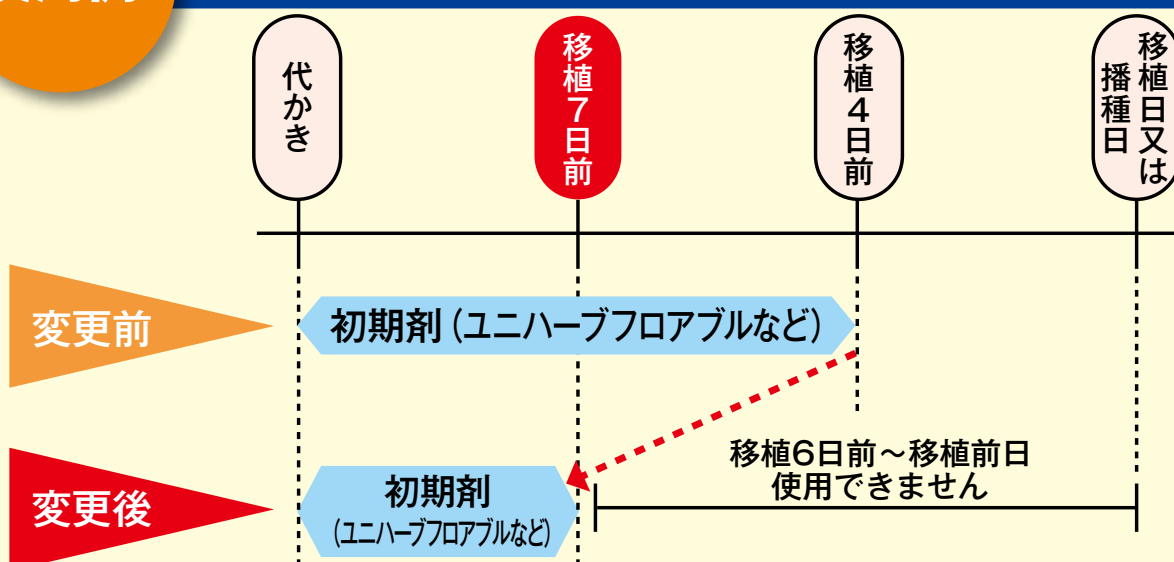 代かき
移植7日前
移植4日前
移植日又は
播種日
変更前
初期剤（ユニハーブフロアブルなど）
移植6日前〜移植前日
使用できません
変更後
初期剤
（ユニハーブフロアブルなど）